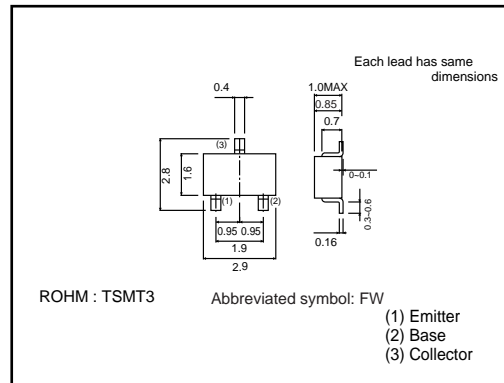 Each lead has same
dimensions
0.4
1.0MAX
0.85
0.7
(3)
2.8
1.6
0~0.1
(1)
(2)
0.3~0.6
0.95 0.95
0.16
1.9
2.9
ROHM : TSMT3
Abbreviated symbol: FW
(1) Emitter
(2) Base
(3) Collector